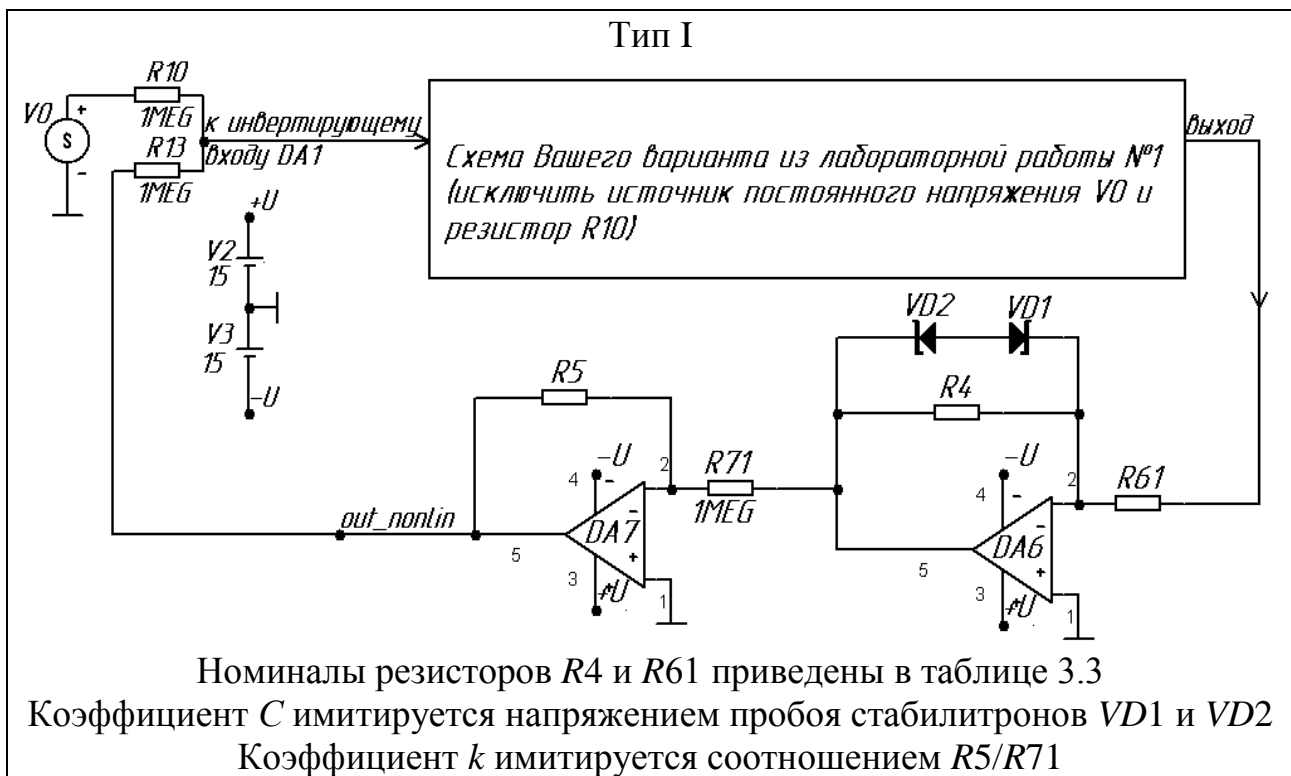 Тип I
R10
V0
+
S
-
1MEG
R13
1MEG
к инвертирующему
входу DA1
Схема Вашего варианта из лабораторной работы №1
(исключить источник постоянного напряжения V0 и
резистор R10)
выход
+U
V2
15
V3
15
-U
VD2
VD1
R5
R4
R71
1MEG
R61
-U
4
-
2
-
DA7
+
5
3
+U
1
out_nonlin
-U
4
-
2
-
DA6
+
5
3
+U
1
Номиналы резисторов R4 и R61 приведены в таблице 3.3
Коэффициент C имитируется напряжением пробоя стабилитронов VD1 и VD2
Коэффициент k имитируется соотношением R5/R71